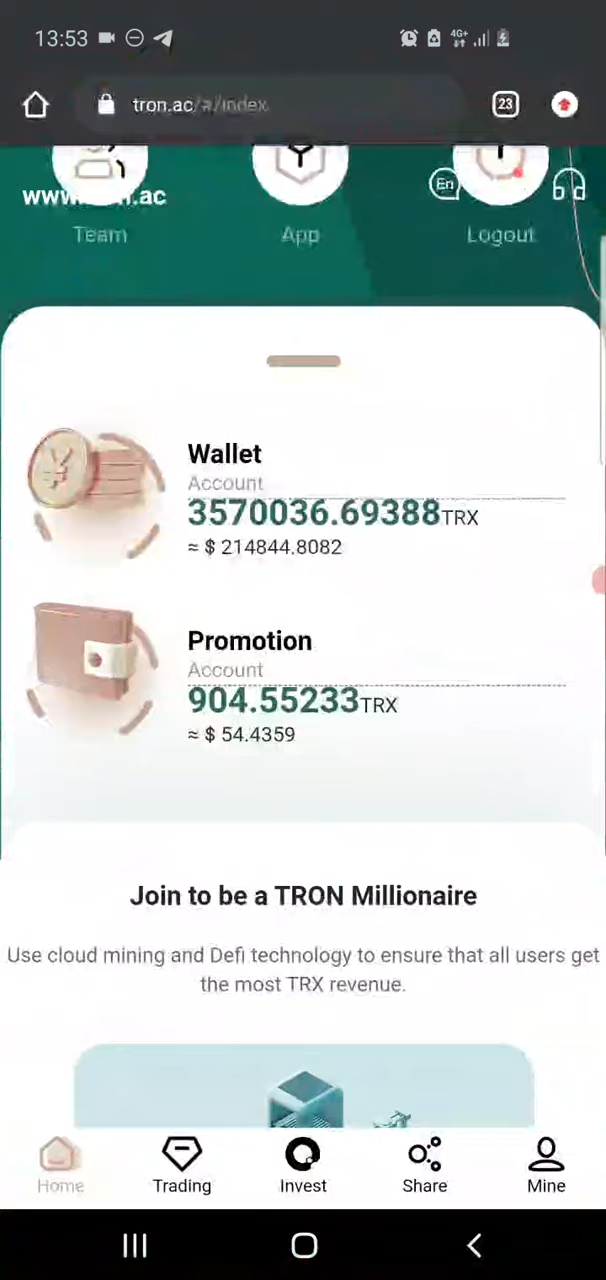 13:53
4G+
tron.ac/#/index
23
En
Team
App
Logout
Wallet
Account
3570036.69388TRX
≈ $ 214844.8082
Promotion
Account
904.55233TRX
≈ $ 54.4359
Join to be a TRON Millionaire
Use cloud mining and Defi technology to ensure that all users get
the most TRX revenue.
Home
Trading
Invest
Share
Mine